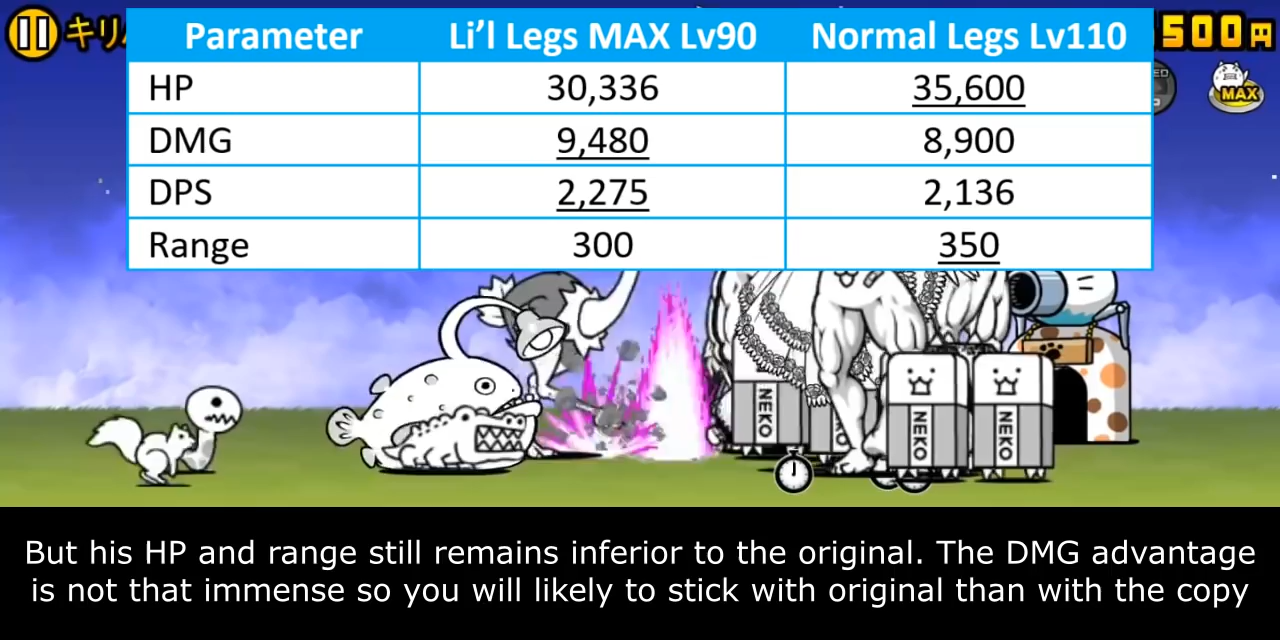 キリ
500円
MAX
Parameter Li’l Legs MAX Lv90 Normal Legs Lv110
HP 30,336 35,600
DMG 9,480 8,900
DPS 2,275 2,136
Range 300 350
NEKO
NEKO
NEKO
But his HP and range still remains inferior to the original. The DMG advantage
is not that immense so you will likely to stick with original than with the copy